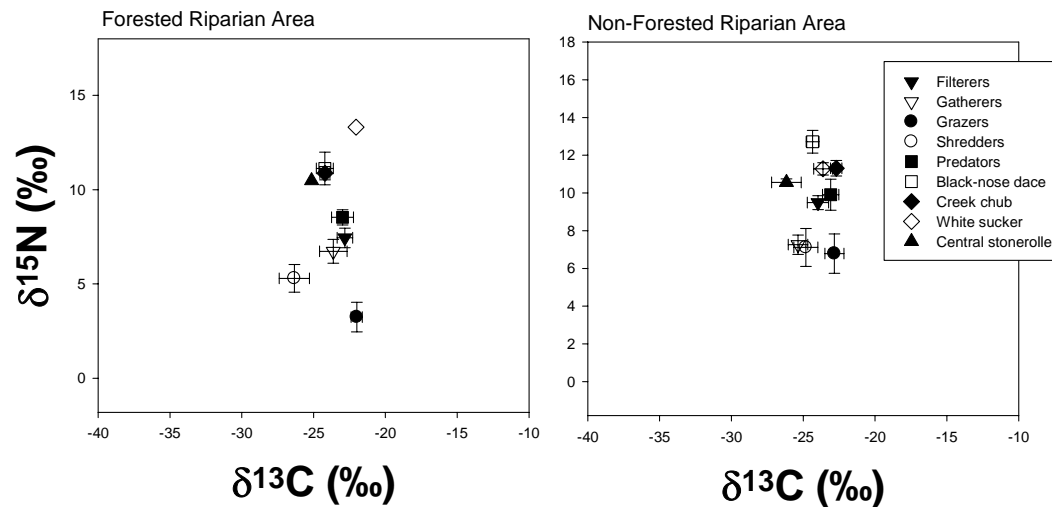 Forested Riparian Area
δ15N (‰)
15
10
5
0
-40 -35 -30 -25 -20 -15 -10
δ13C (‰)
Non-Forested Riparian Area
18
16
14
12
10
8
6
4
2
0
-40 -35 -30 -25 -20 -15 -10
δ13C (‰)
Filterers
Gatherers
Grazers
Shredders
Predators
Black-nose dace
Creek chub
White sucker
Central stonerolle